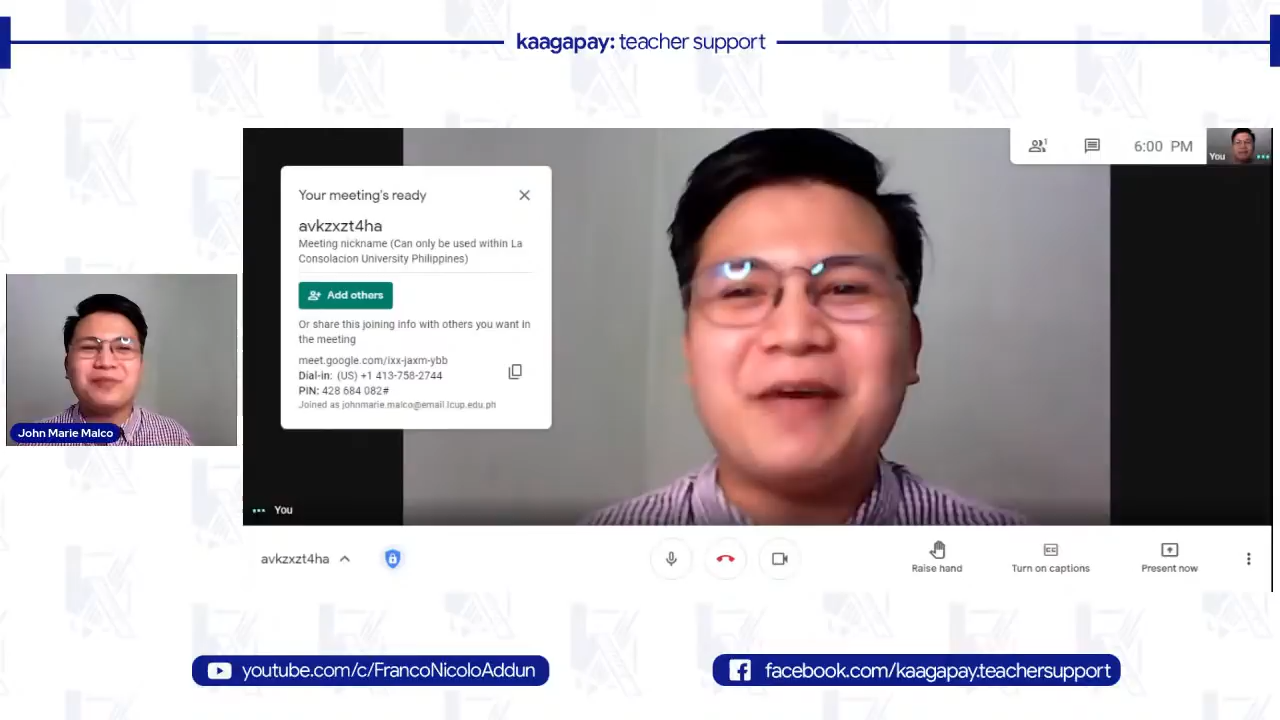 kaagapay: teacher support
Your meeting's ready
avkzxzt4ha
Meeting nickname (Can only be used within La
Consolacion University Philippines)
Add others
Or share this joining info with others you want in
the meeting
meet.google.com/ixx-jaxm-ybb
Dial-in: (US) +1 413-758-2744
PIN: 428 684 082#
Joined as johnmarie.malco@email.lcup.edu.ph
1
6:00 PM
You
John Marie Malco
You
avkzxzt4ha
Raise hand
Turn on captions
Present now
youtube.com/c/FrancoNicoloAddun
facebook.com/kaagapay.teachersupport